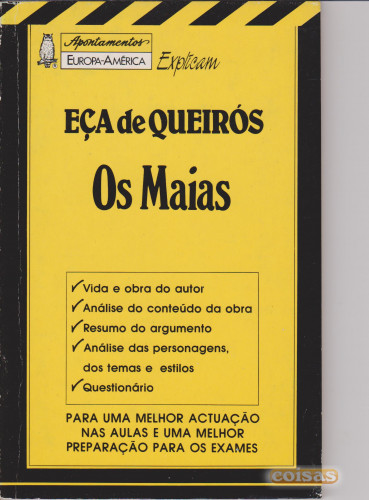 Apontamentos
EUROPA-AMÉRICA
Explicam
EÇA de QUEIRÓS
Os Maias
Vida e obra do autor
Análise do conteúdo da obra
Resumo do argumento
Análise das personagens,
dos temas e estilos
Questionário
PARA UMA MELHOR ACTUAÇÃO
NAS AULAS E UMA MELHOR
PREPARAÇÃO PARA OS EXAMES
coisas